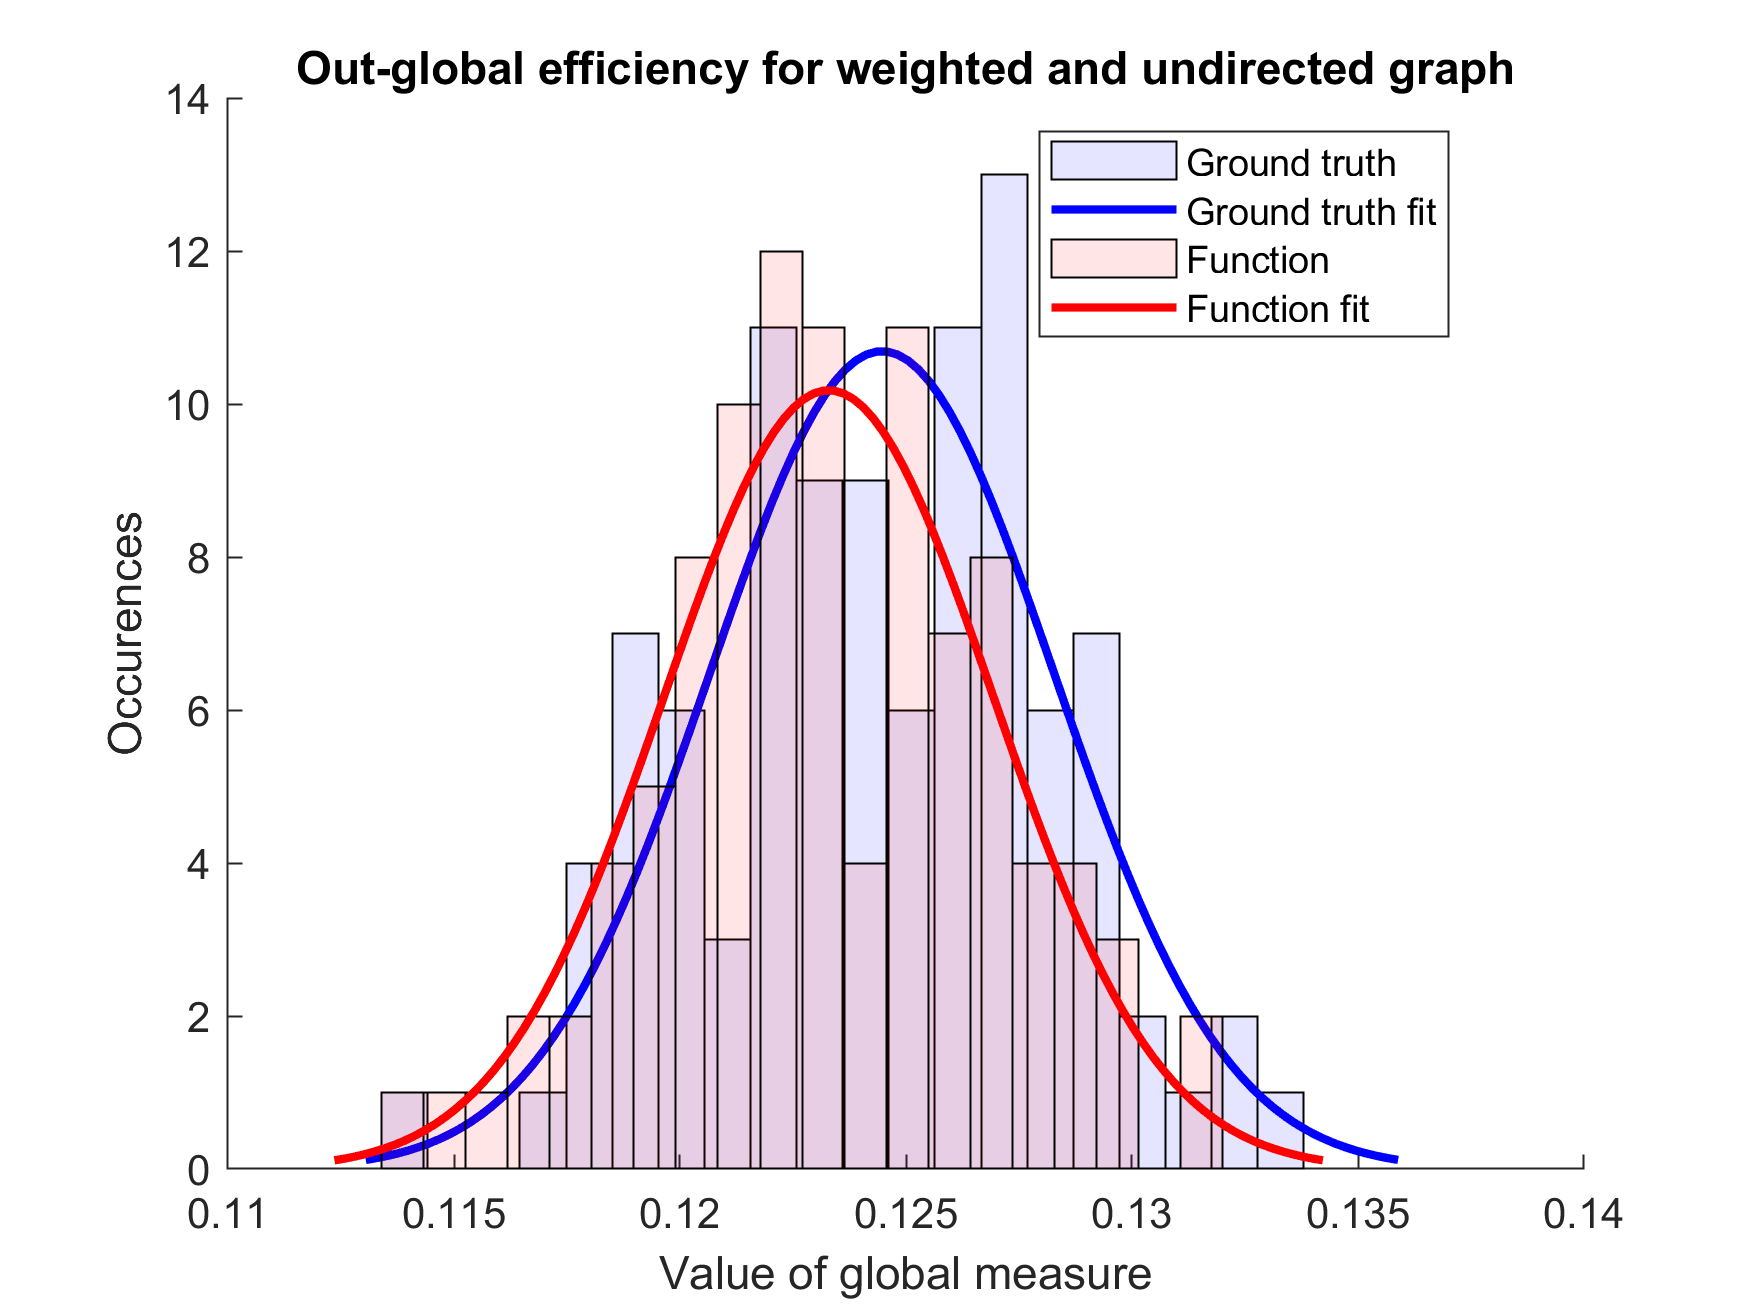 Out-global efficiency for weighted and undirected graph
14
12
10
8
6
4
2
0
Occurences
Ground truth
Ground truth fit
Function
Function fit
0.11 0.115 0.12 0.125 0.13 0.135 0.14
Value of global measure